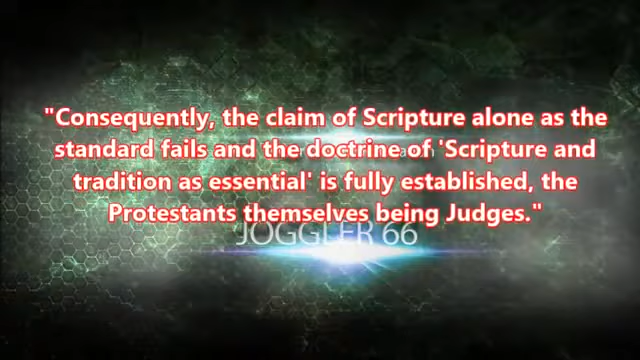 "Consequently, the claim of Scripture alone as the
standard fails and the doctrine of 'Scripture and
tradition as essential' is fully established, the
Protestants themselves being Judges."
JOGGLER 66